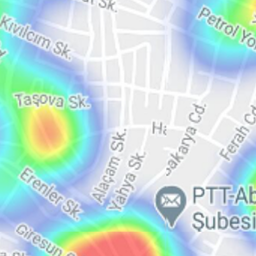 i Sk.
Kıvılcım Sk.
Petrol Yo
Taşova Sk.
Ha
Sakarya Cd.
Ferah Cd.
Alaçam Sk.
Yahya Sk.
Erenler Sk.
PTT-Ab
Şubesi
Giresun S